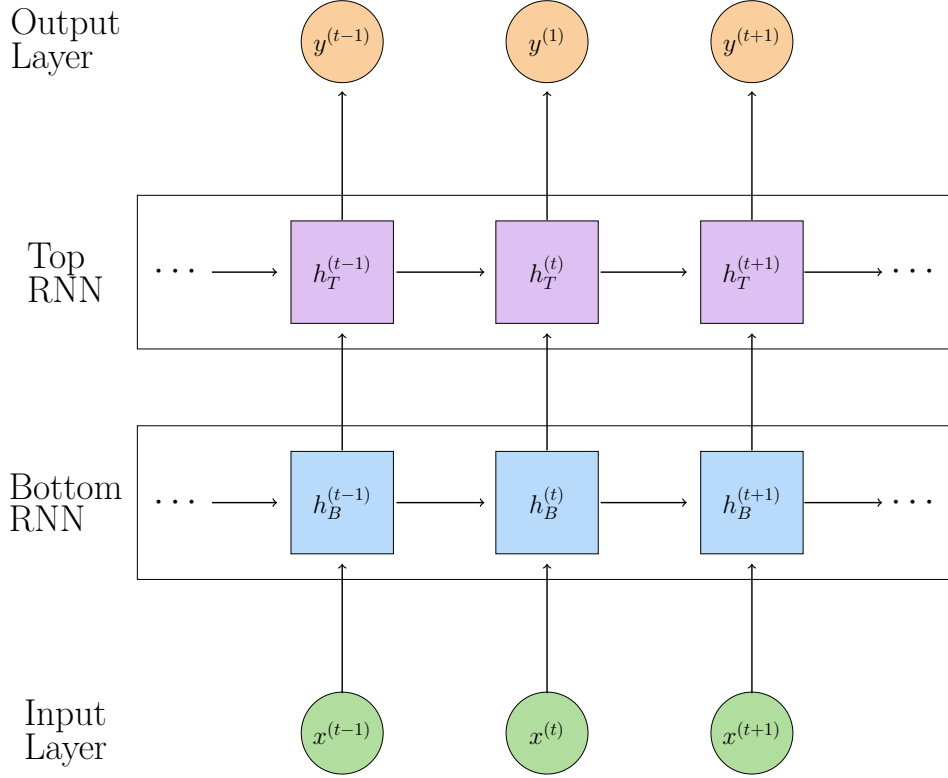 Output
Layer
y^{(t−1)} y^{(1)} y^{(t+1)}
Top
RNN
··· h_T^{(t−1)} h_T^{(t)} h_T^{(t+1)} ···
Bottom
RNN
··· h_B^{(t−1)} h_B^{(t)} h_B^{(t+1)} ···
Input
Layer
x^{(t−1)} x^{(t)} x^{(t+1)}